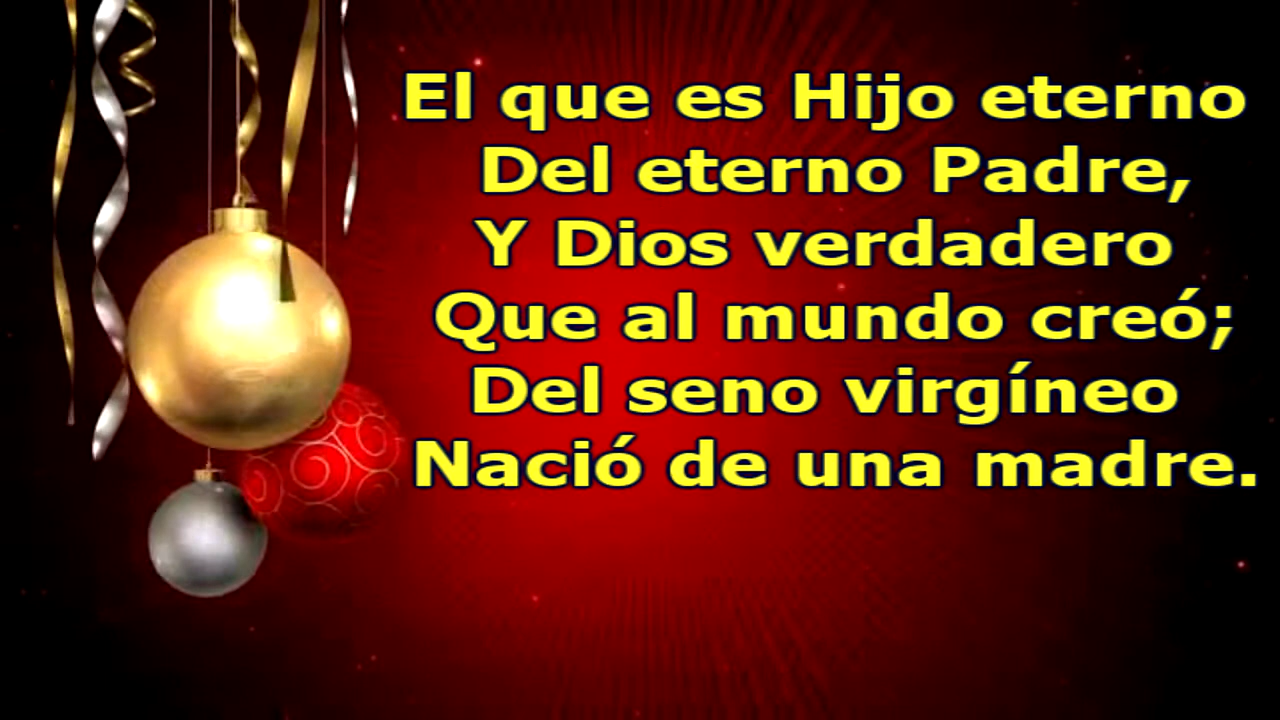 El que es Hijo eterno
Del eterno Padre,
Y Dios verdadero
Que al mundo creó;
Del seno virgíneo
Nació de una madre.